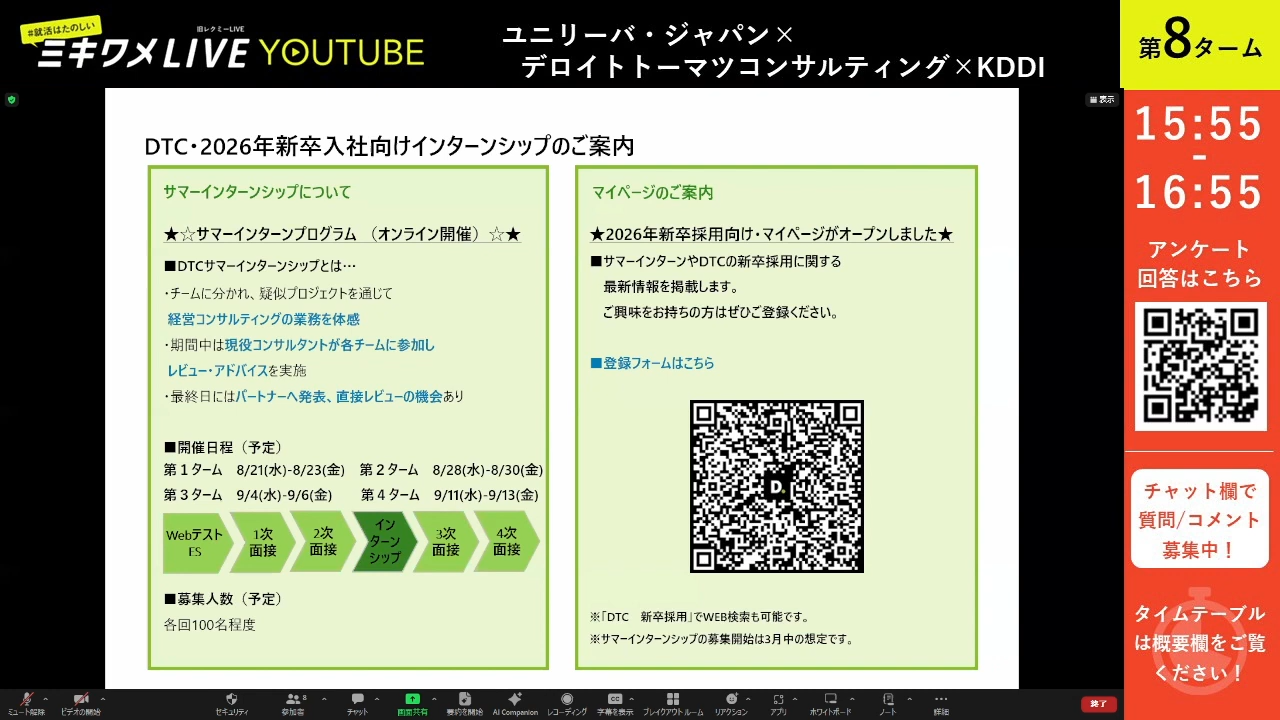 #就活はたのしい
旧レクミーLIVE
ミキワメLIVE YOUTUBE
ユニリーバ・ジャパン×
デロイトトーマツコンサルティング×KDDI
第8ターム
表示
15:55
-
16:55
アンケート
回答はこちら
チャット欄で
質問/コメント
募集中！
タイムテーブル
は概要欄をご覧
ください！
DTC・2026年新卒入社向けインターンシップのご案内
サマーインターンシップについて
★☆サマーインターンプログラム （オンライン開催）☆★
■DTCサマーインターンシップとは…
・チームに分かれ、疑似プロジェクトを通じて
経営コンサルティングの業務を体感
・期間中は現役コンサルタントが各チームに参加し
レビュー・アドバイスを実施
・最終日にはパートナーへ発表、直接レビューの機会あり
■開催日程（予定）
第１ターム 8/21(水)-8/23(金) 第２ターム 8/28(水)-8/30(金)
第３ターム 9/4(水)-9/6(金) 第４ターム 9/11(水)-9/13(金)
Webテスト
ES
1次
面接
2次
面接
イン
ターン
シップ
3次
面接
4次
面接
■募集人数（予定）
各回100名程度
マイページのご案内
★2026年新卒採用向け・マイページがオープンしました★
■サマーインターンやDTCの新卒採用に関する
最新情報を掲載します。
ご興味をお持ちの方はぜひご登録ください。
■登録フォームはこちら
D.
※「DTC 新卒採用」でWEB検索も可能です。
※サマーインターンシップの募集開始は3月中の想定です。
ミュート解除
ビデオの開始
セキュリティ
8
参加者
チャット
画面共有
要約を開始
AI Companion
レコーディング
字幕を表示
ブレイクアウト ルーム
リアクション
アプリ
ホワイトボード
ノート
詳細
終了